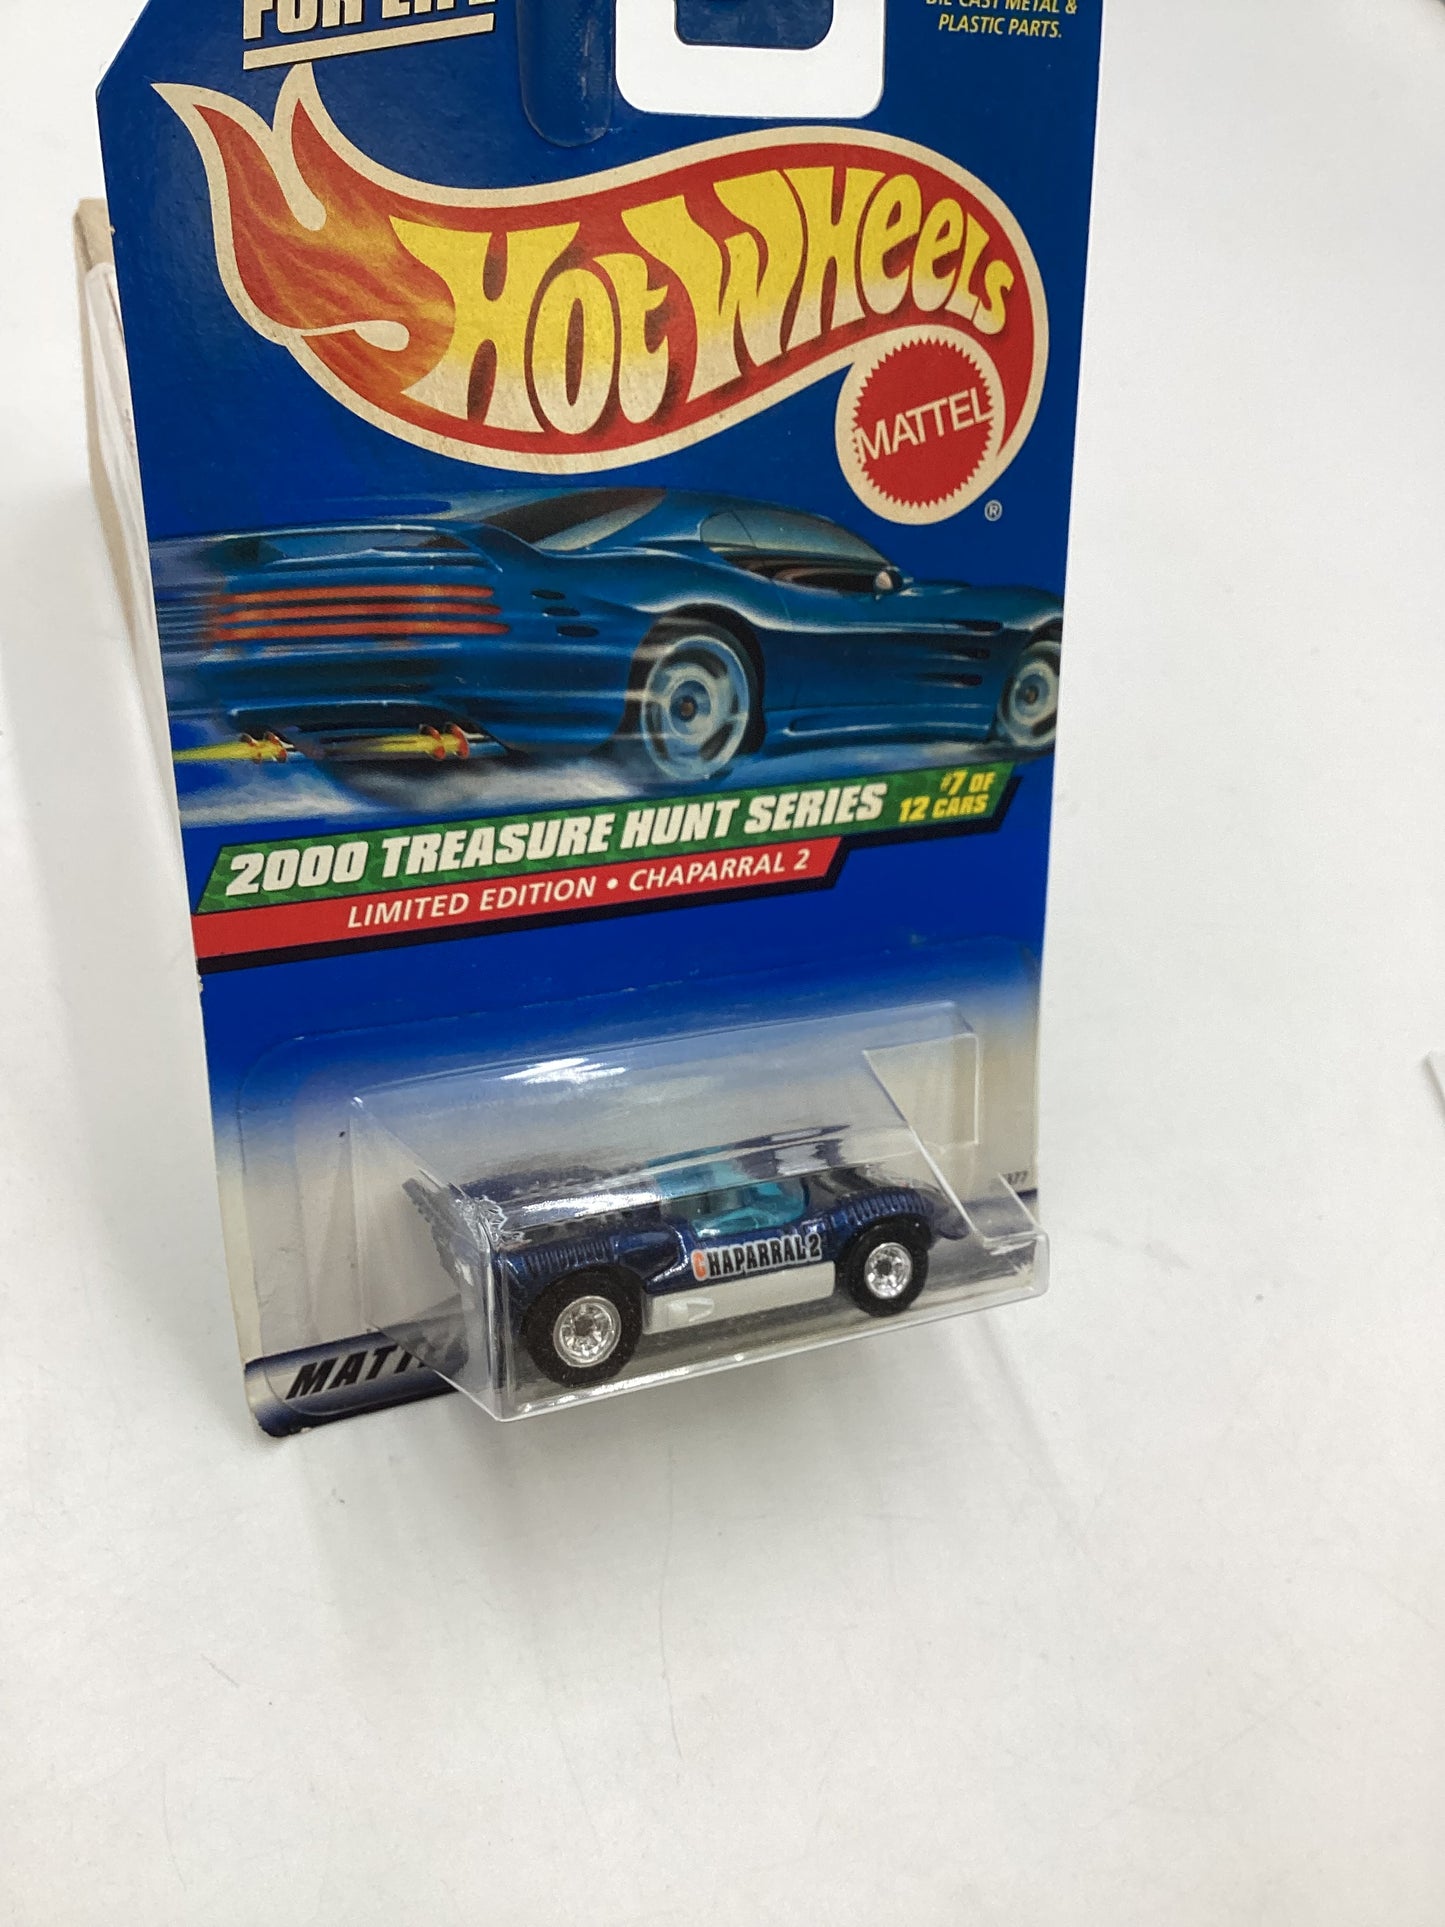 FOR LIFE
DIE CAST METAL &
PLASTIC PARTS.
HOT WHEELS
MATTEL
®
2000 TREASURE HUNT SERIES
#7 OF
12 CARS
LIMITED EDITION • CHAPARRAL 2
CHAPARRAL 2